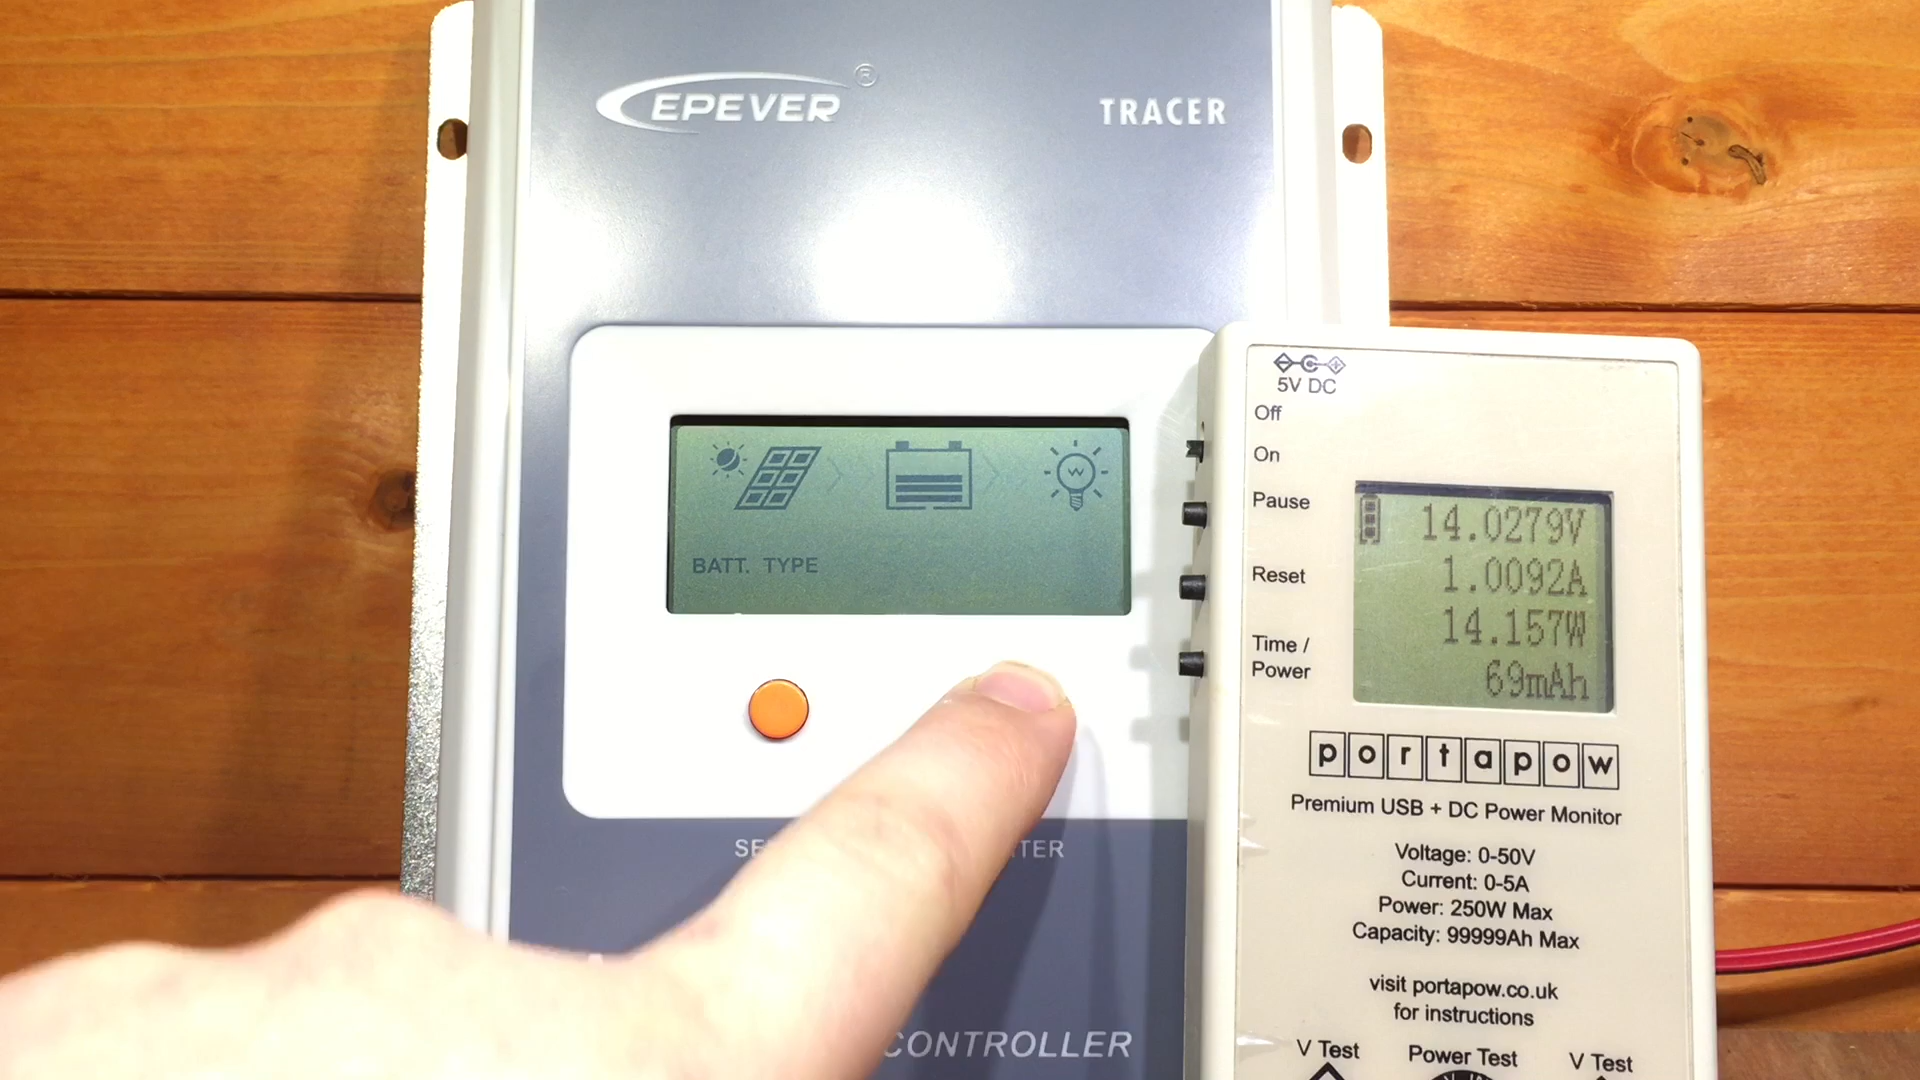 EPEVER ®
TRACER
BATT. TYPE
CONTROLLER
5V DC
Off
On
Pause
Reset
Time /
Power
14.0279V
1.0092A
14.157W
69mAh
portapow
Premium USB + DC Power Monitor
Voltage: 0-50V
Current: 0-5A
Power: 250W Max
Capacity: 99999Ah Max
visit portapow.co.uk
for instructions
V Test
Power Test
V Test